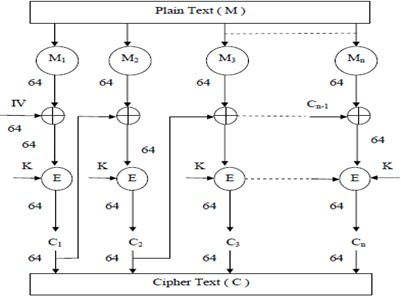 Plain Text ( M )
M1 M2 M3 Mn
64 64 64 64
IV Cn-1
64
64 64 64 64
K K K K
E E E E
64 64 64 64
C1 C2 C3 Cn
64 64 64 64
Cipher Text ( C )